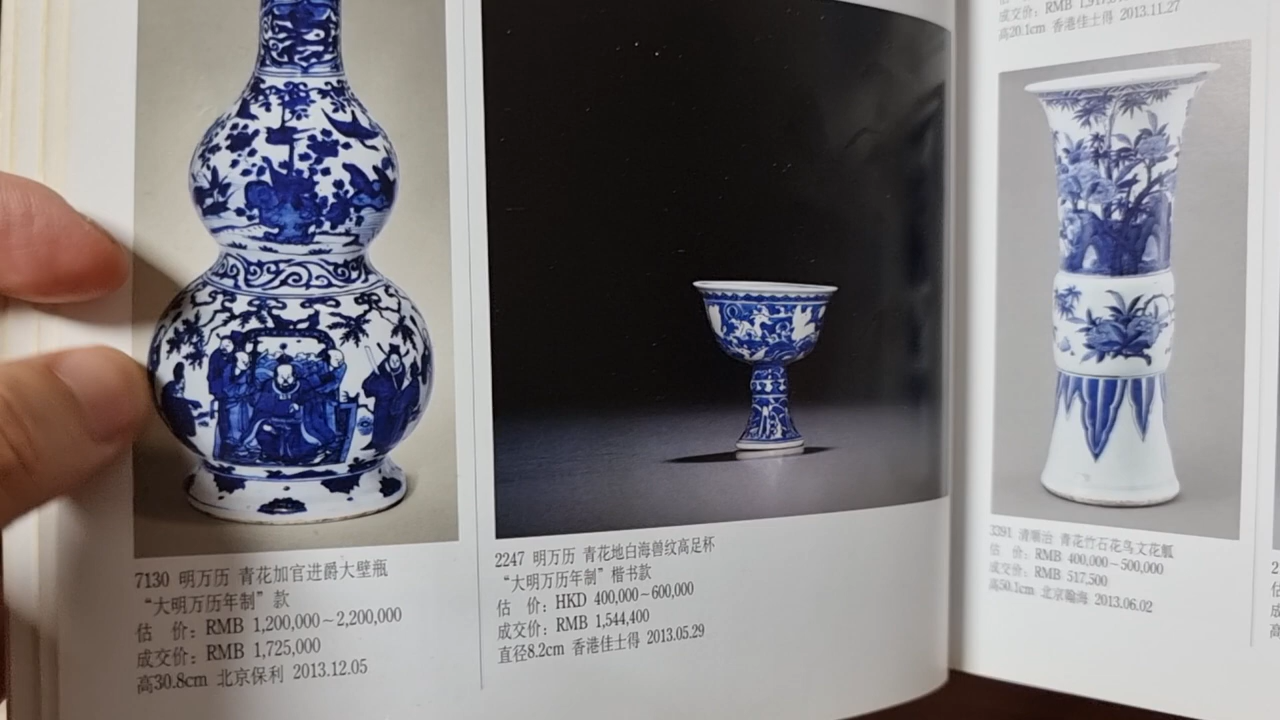 7130 明万历 青花加官进爵大壁瓶
“大明万历年制”款
估 价：RMB 1,200,000～2,200,000
成交价：RMB 1,725,000
高30.8cm 北京保利 2013.12.05
2247 明万历 青花地白海兽纹高足杯
“大明万历年制”楷书款
估 价：HKD 400,000～600,000
成交价：RMB 1,544,400
直径8.2cm 香港佳士得 2013.05.29
成交价：RMB
高20.1cm 香港佳士得 2013.11.27
3391 清顺治 青花竹石花鸟文花觚
估 价：RMB 400,000～500,000
成交价：RMB 517,500
高50.1cm 北京瀚海 2013.06.02